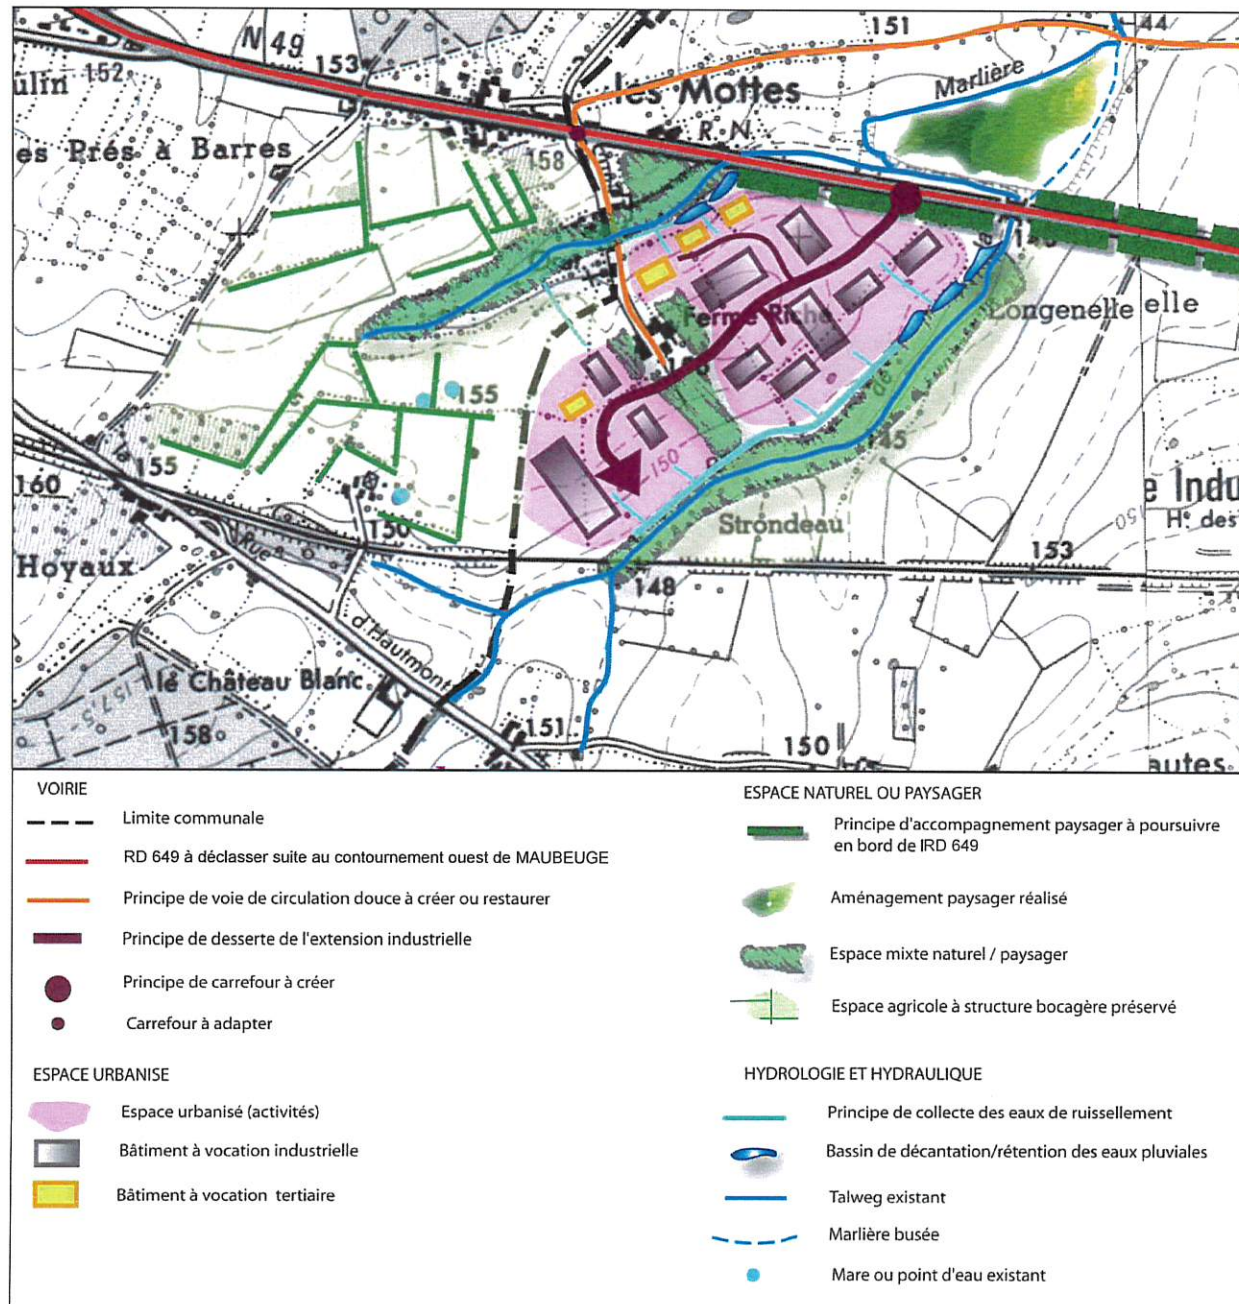 N 49
153
151
44
ulin 152
les Mottes
Marlière
R. N.
es Prés à Barres
158
Ferme Riche
Longenelle elle
de
155
145
155
160
150
150
Strondeau
e Indu
H.t des
150
153
Rue
Hoyaux
148
d'Hautmont
le Château Blanc
157,5
158
151
150
autes
VOIRIE
Limite communale
RD 649 à déclasser suite au contournement ouest de MAUBEUGE
Principe de voie de circulation douce à créer ou restaurer
Principe de desserte de l'extension industrielle
Principe de carrefour à créer
Carrefour à adapter
ESPACE URBANISE
Espace urbanisé (activités)
Bâtiment à vocation industrielle
Bâtiment à vocation tertiaire
ESPACE NATUREL OU PAYSAGER
Principe d'accompagnement paysager à poursuivre
en bord de lRD 649
Aménagement paysager réalisé
Espace mixte naturel / paysager
Espace agricole à structure bocagère préservé
HYDROLOGIE ET HYDRAULIQUE
Principe de collecte des eaux de ruissellement
Bassin de décantation/rétention des eaux pluviales
Talweg existant
Marlière busée
Mare ou point d'eau existant